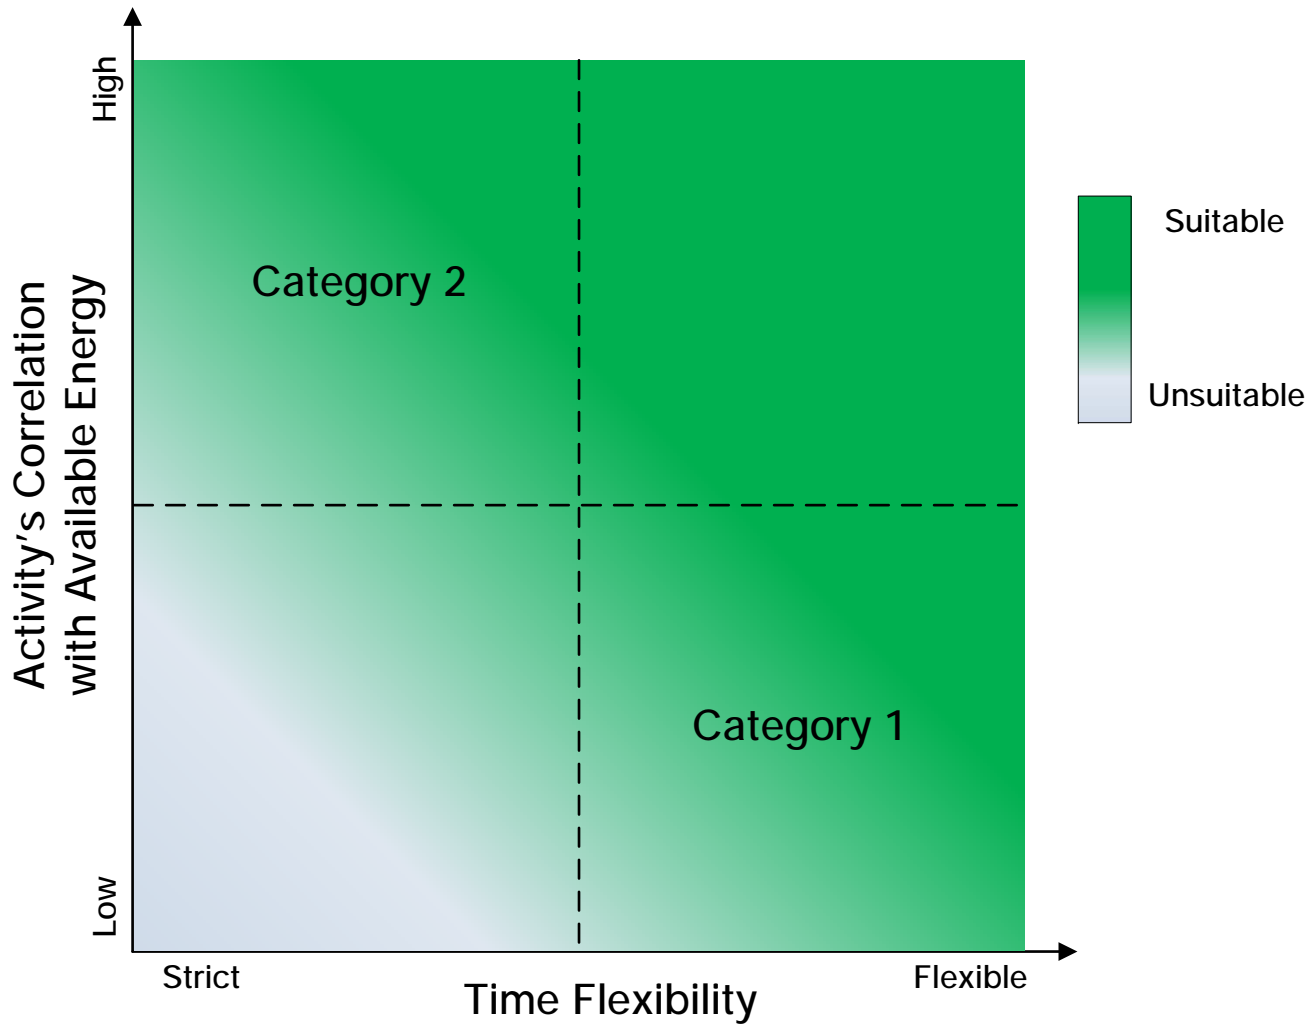 High
Suitable
Category 2
Activity's Correlation
with Available Energy
Unsuitable
Category 1
Low
Strict
Flexible
Time Flexibility